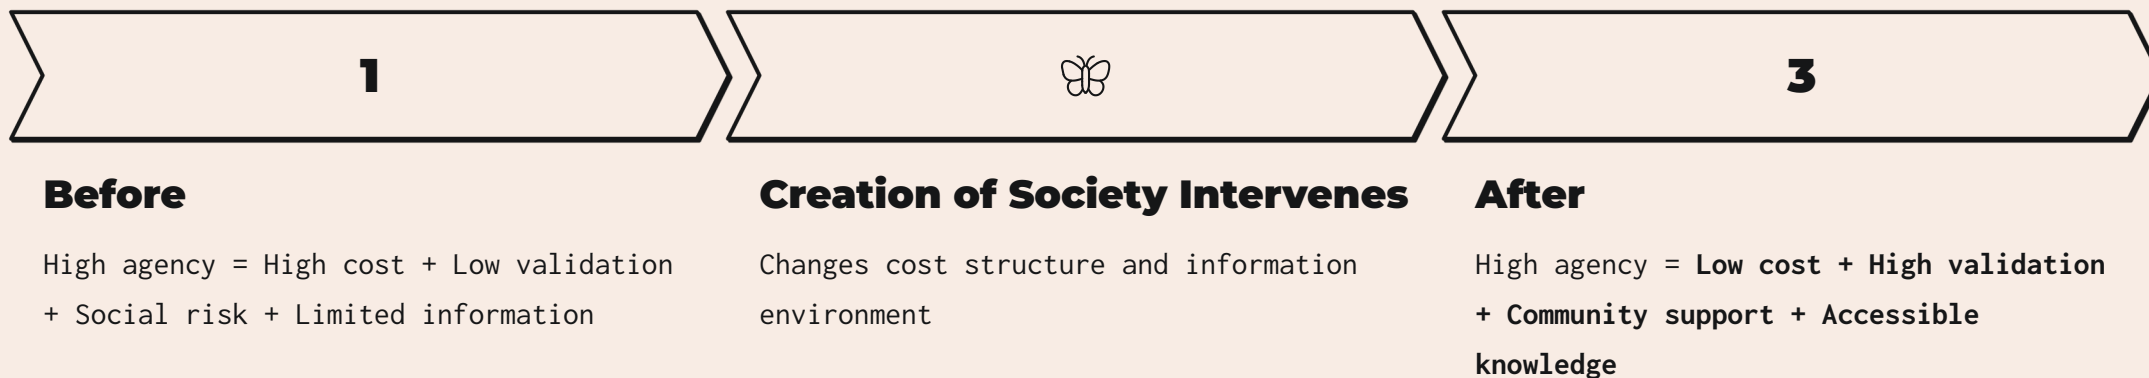 1
3
Before
High agency = High cost + Low validation
+ Social risk + Limited information
Creation of Society Intervenes
Changes cost structure and information
environment
After
High agency = Low cost + High validation
+ Community support + Accessible
knowledge